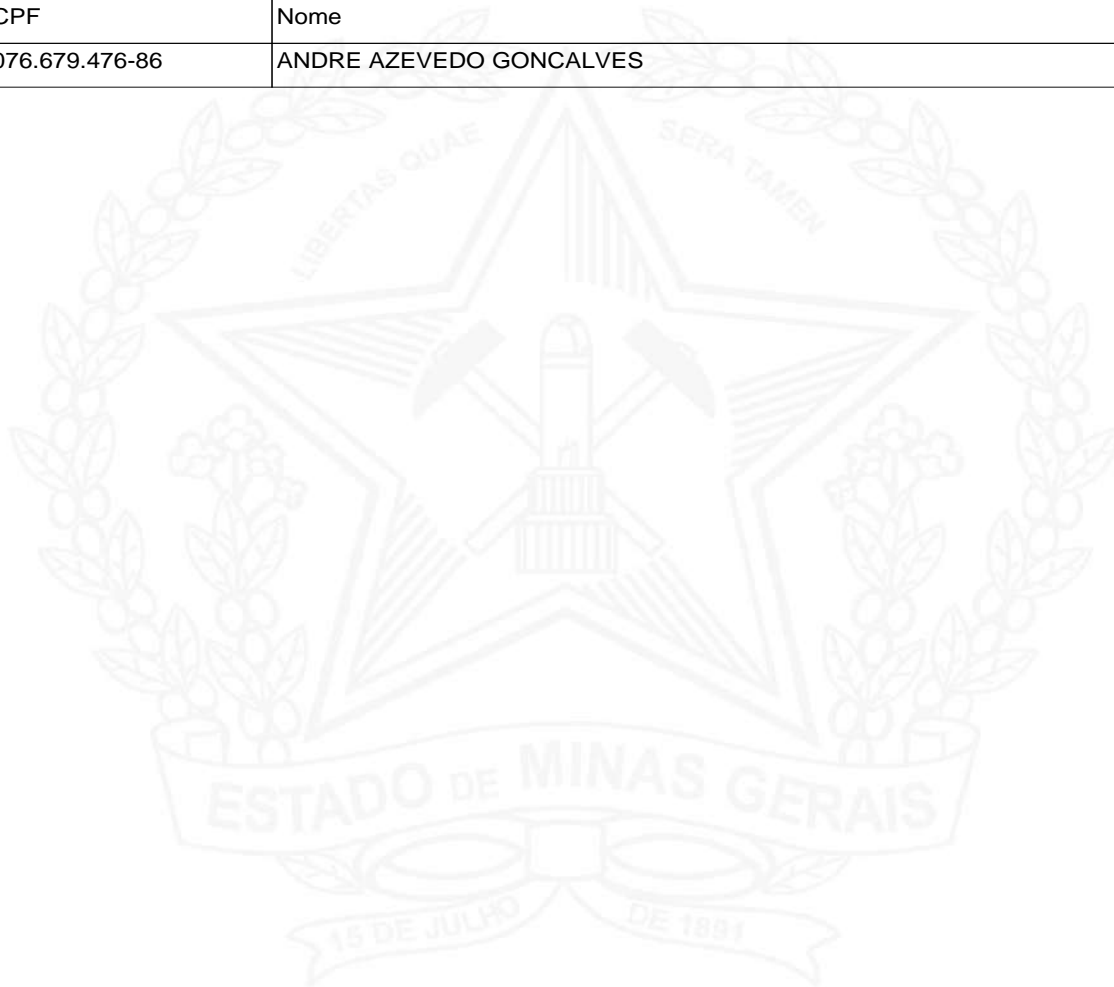 CPF Nome
076.679.476-86 ANDRE AZEVEDO GONCALVES
LIBERTAS QUAE SERA TAMEN
ESTADO DE MINAS GERAIS
15 DE JULHO DE 1891